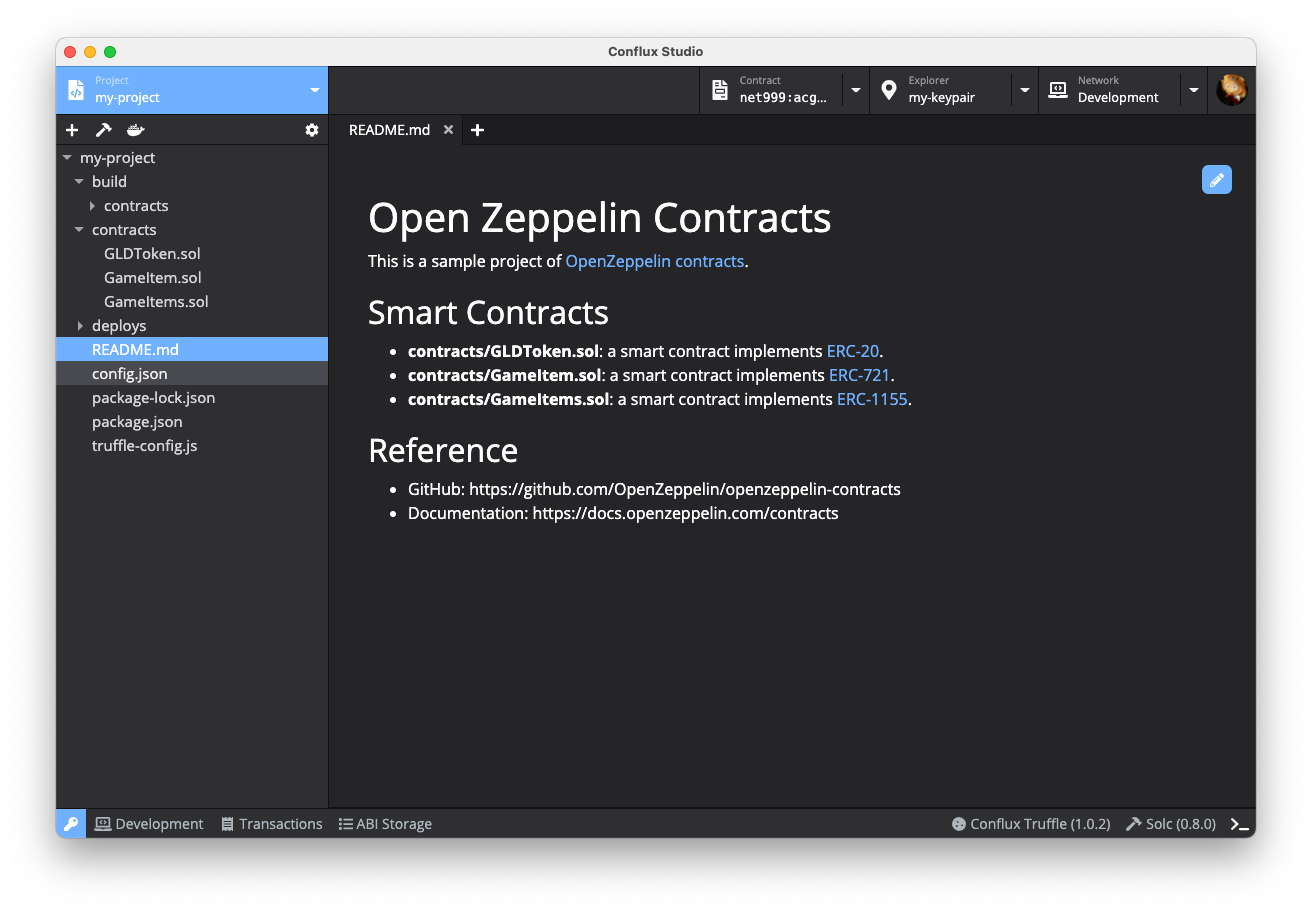 Conflux Studio
Project
my-project
Contract
net999:acg...
Explorer
my-keypair
Network
Development
README.md
my-project
build
contracts
contracts
GLDToken.sol
GameItem.sol
GameItems.sol
deploys
README.md
config.json
package-lock.json
package.json
truffle-config.js
Open Zeppelin Contracts
This is a sample project of OpenZeppelin contracts.
Smart Contracts
• contracts/GLDToken.sol: a smart contract implements ERC-20.
• contracts/GameItem.sol: a smart contract implements ERC-721.
• contracts/GameItems.sol: a smart contract implements ERC-1155.
Reference
• GitHub: https://github.com/OpenZeppelin/openzeppelin-contracts
• Documentation: https://docs.openzeppelin.com/contracts
Development Transactions ABI Storage Conflux Truffle (1.0.2) Solc (0.8.0)